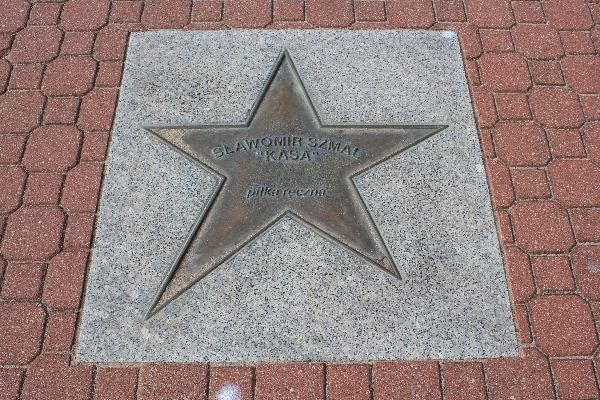 SŁAWOMIR SZMAL
"KASA"
piłka ręczna